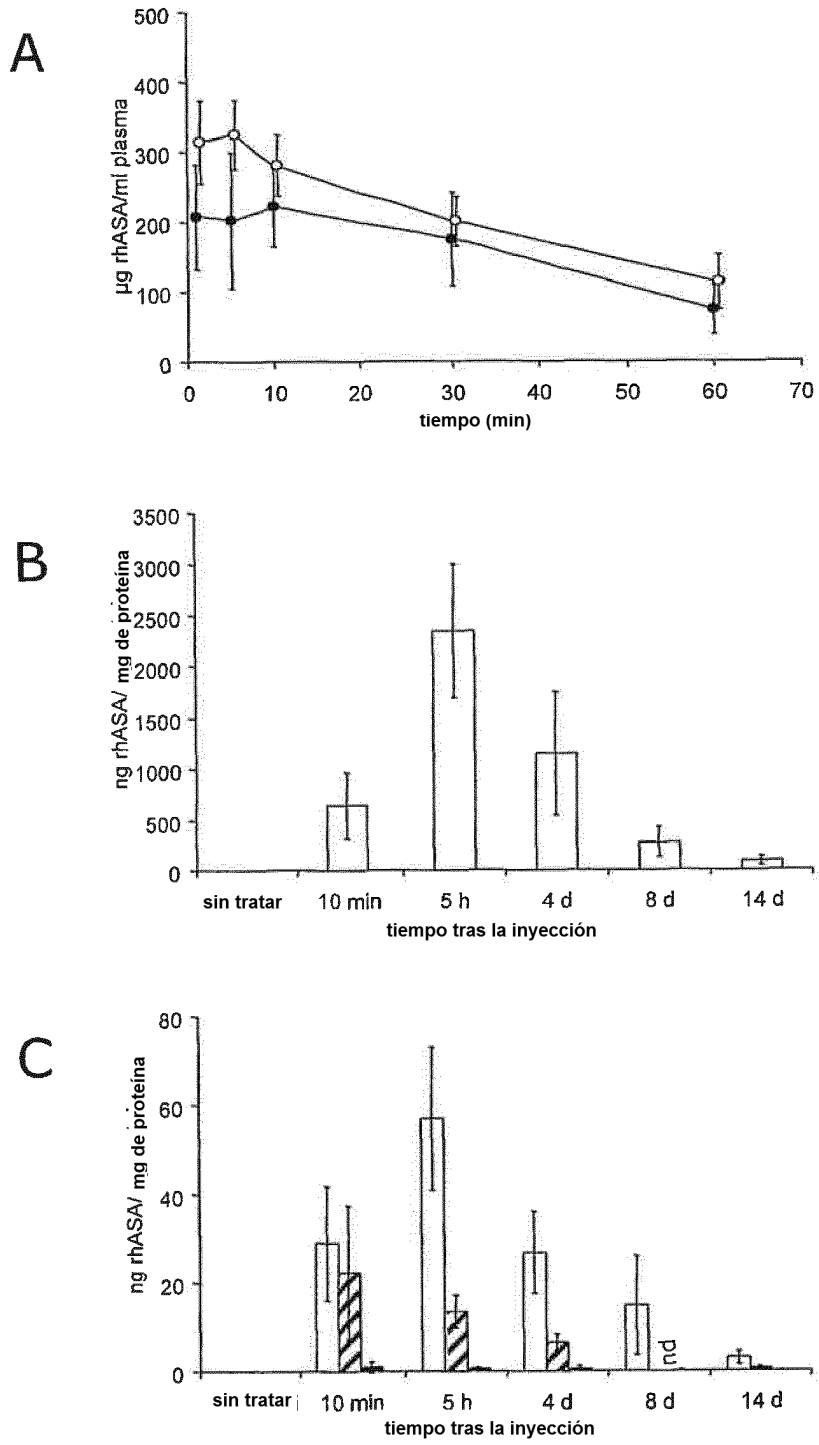 A
µg rhASA/ml plasma
500
400
300
200
100
0
0 10 20 30 40 50 60 70
tiempo (min)
B
ng rhASA/ mg de proteína
3500
3000
2500
2000
1500
1000
500
0
sin tratar 10 min 5 h 4 d 8 d 14 d
tiempo tras la inyección
C
ng rhASA/ mg de proteína
80
60
40
20
0
nd
sin tratar 10 min 5 h 4 d 8 d 14 d
tiempo tras la inyección